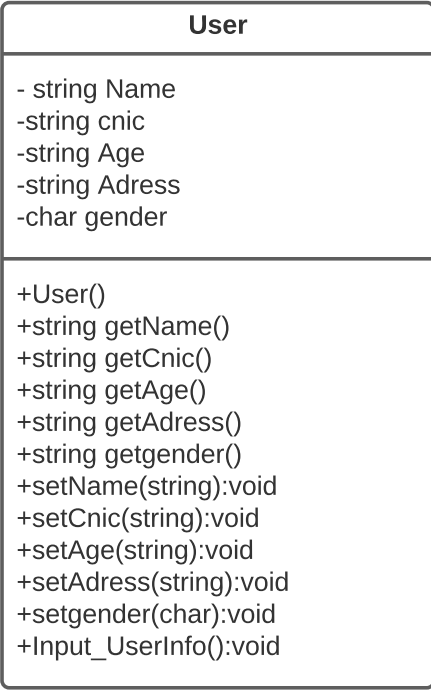 User
- string Name
-string cnic
-string Age
-string Adress
-char gender
+User()
+string getName()
+string getCnic()
+string getAge()
+string getAdress()
+string getgender()
+setName(string):void
+setCnic(string):void
+setAge(string):void
+setAdress(string):void
+setgender(char):void
+Input_UserInfo():void